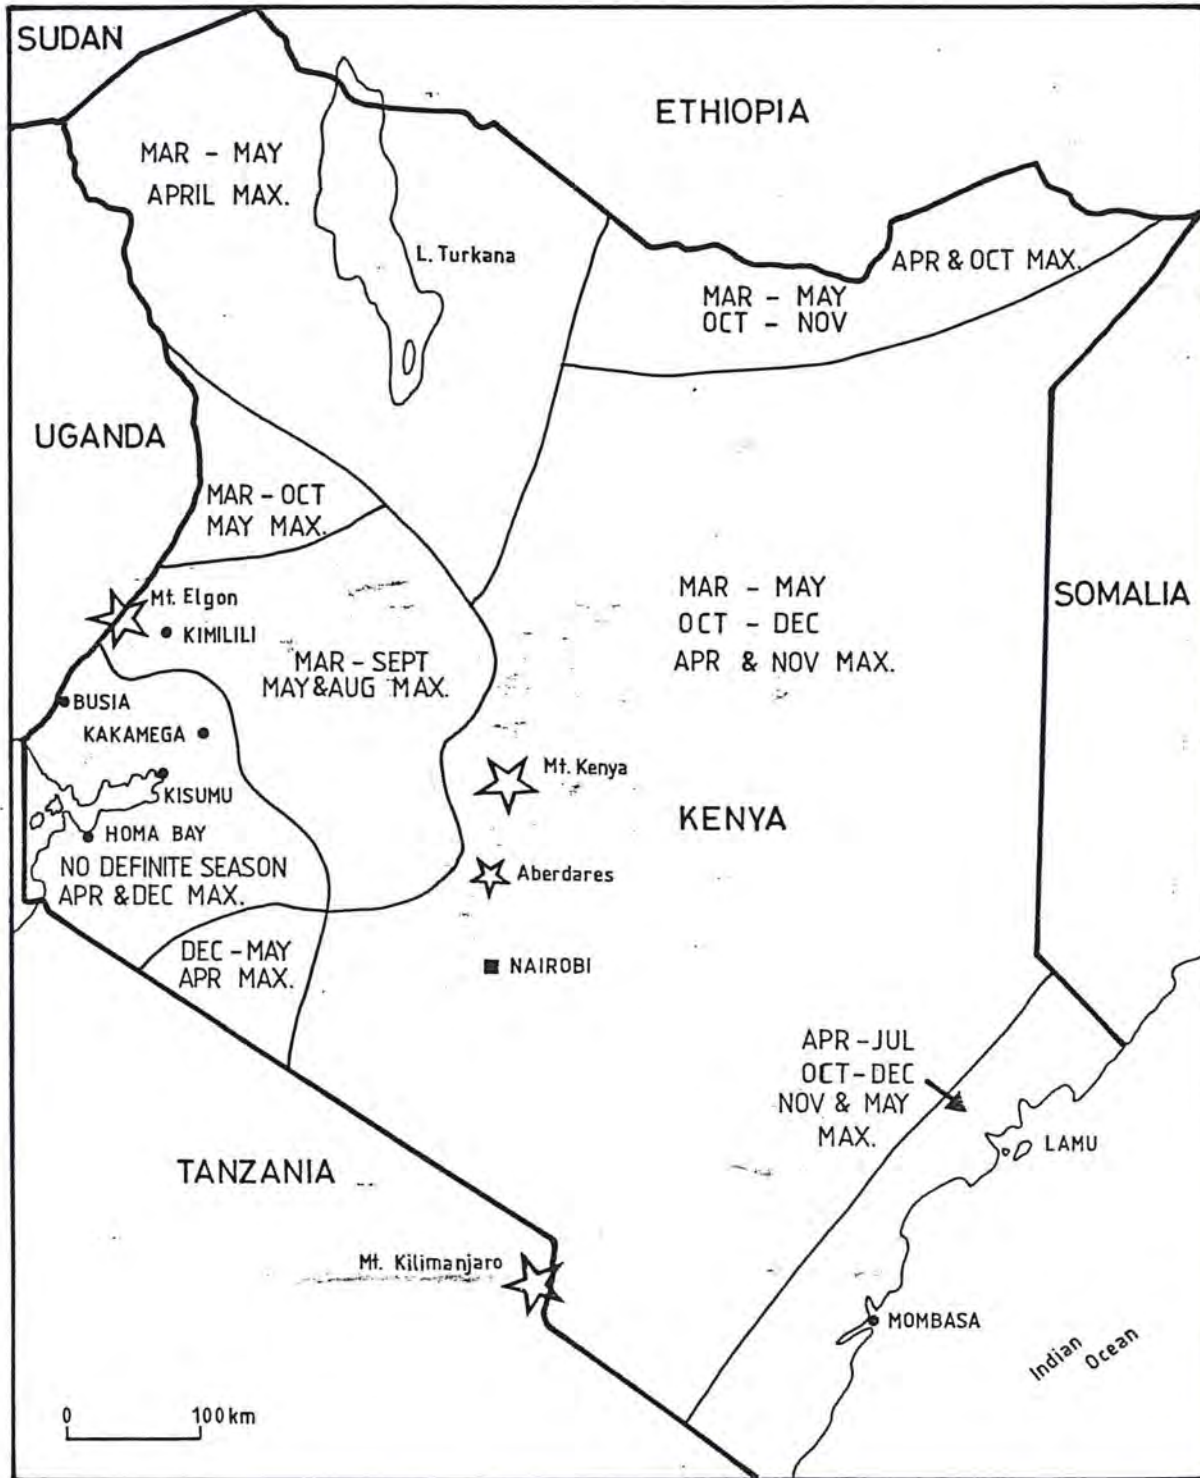 SUDAN
ETHIOPIA
MAR - MAY
APRIL MAX.
L. Turkana
APR & OCT MAX.
MAR - MAY
OCT - NOV
UGANDA
MAR - OCT
MAY MAX.
Mt. Elgon
KIMILILI
MAR - MAY
OCT - DEC
APR & NOV MAX.
SOMALIA
MAR - SEPT
MAY & AUG MAX.
BUSIA
KAKAMEGA
Mt. Kenya
KISUMU
KENYA
HOMA BAY
NO DEFINITE SEASON
APR & DEC MAX.
Aberdares
DEC - MAY
APR MAX.
NAIROBI
APR - JUL
OCT - DEC
NOV & MAY
MAX.
LAMU
TANZANIA
Mt. Kilimanjaro
MOMBASA
Indian
Ocean
0 100 km